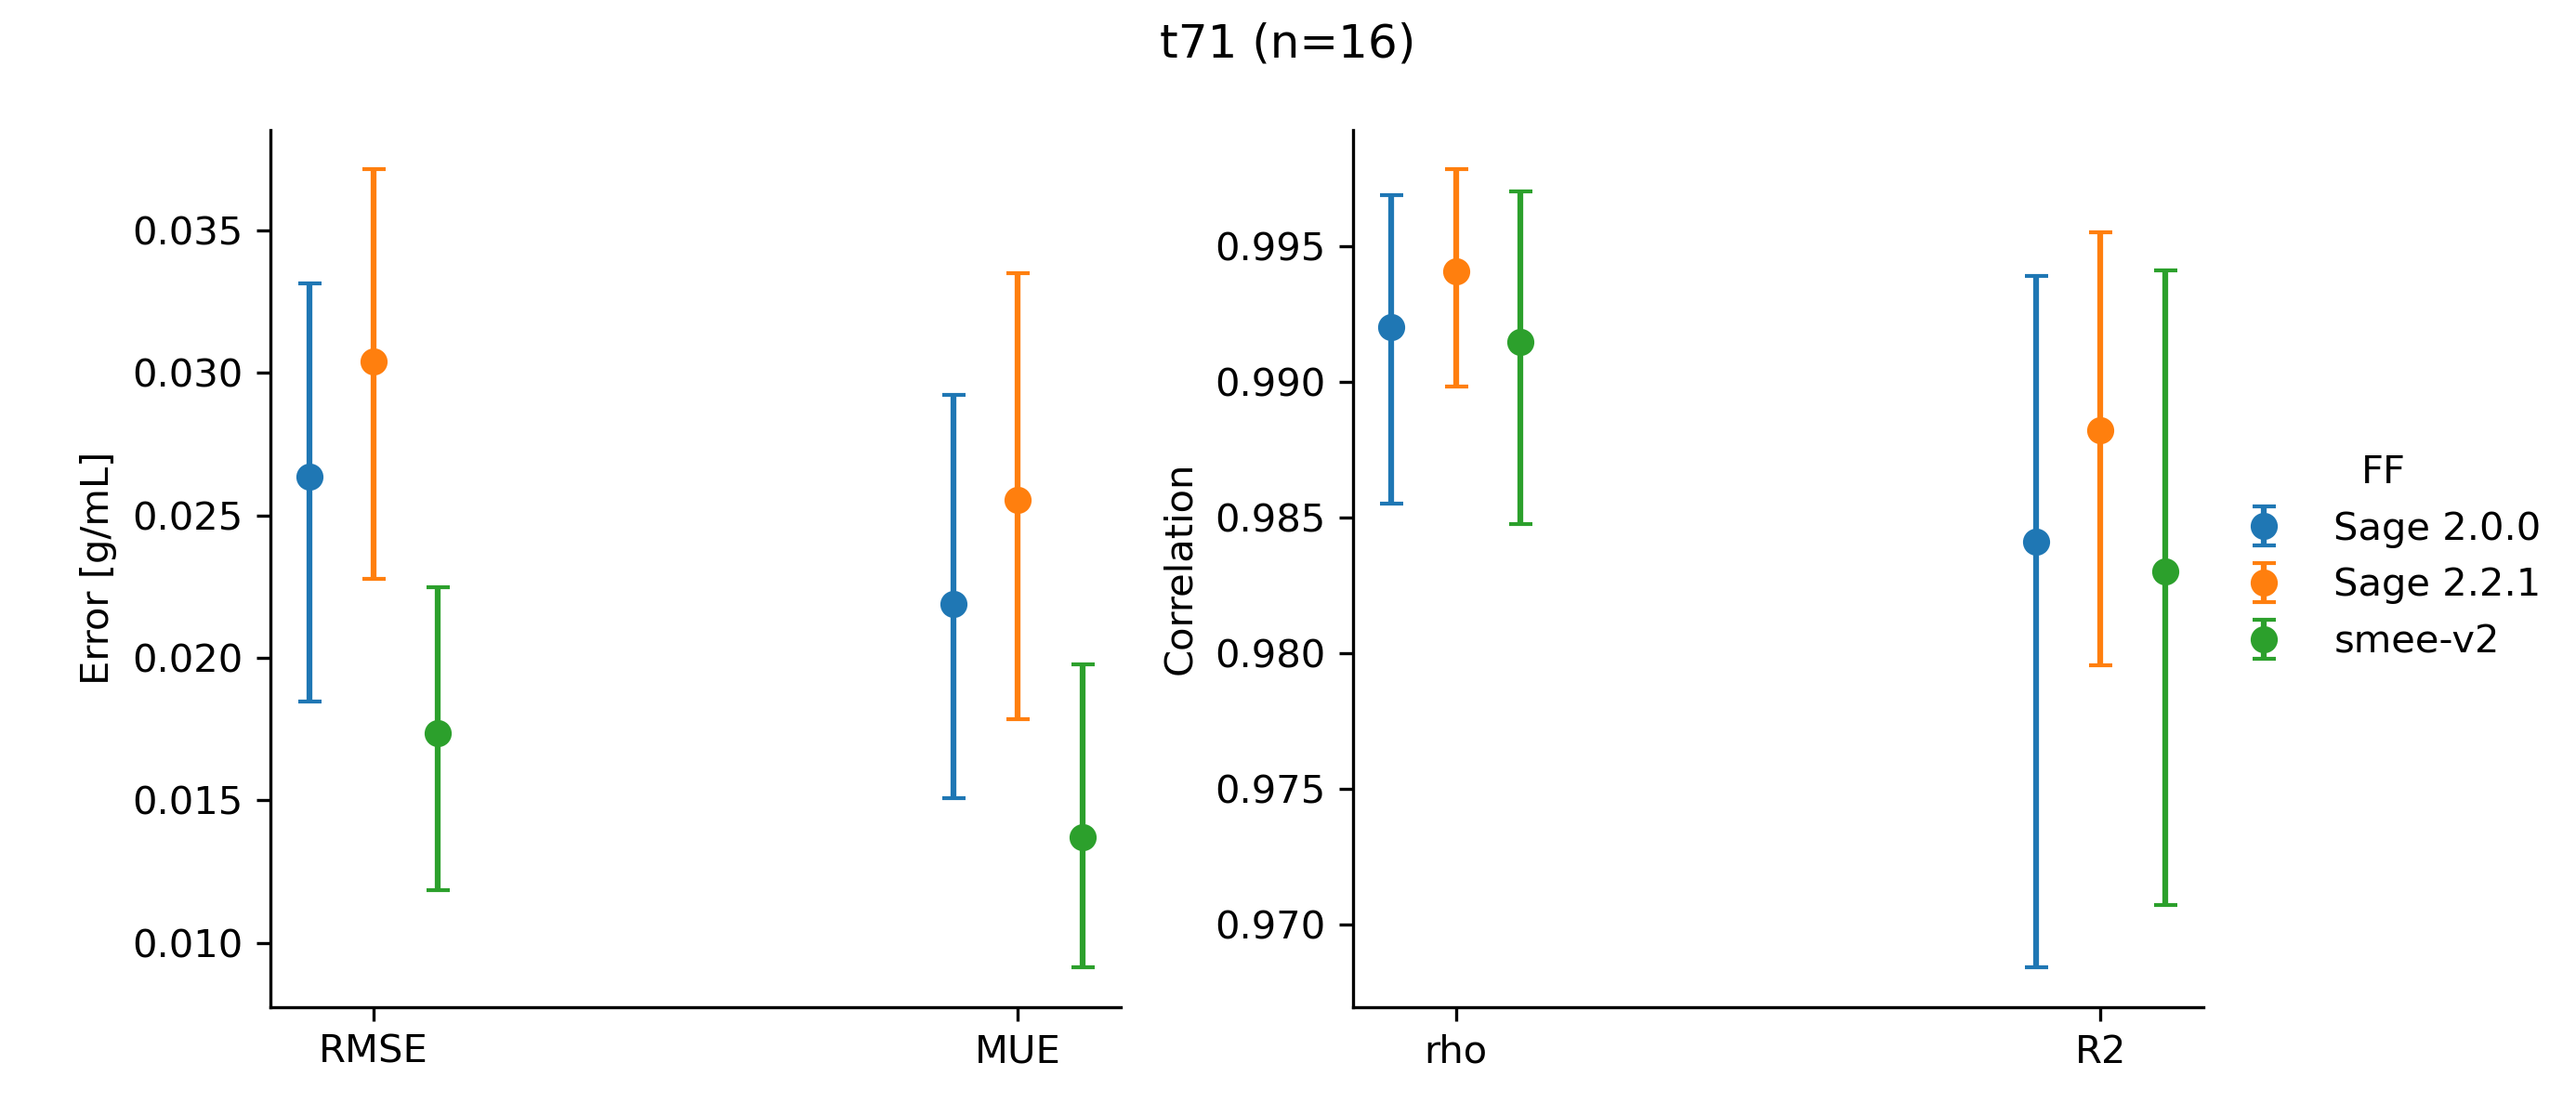 t71 (n=16)
Error [g/mL]
0.035
0.030
0.025
0.020
0.015
0.010
RMSE
MUE
Correlation
0.995
0.990
0.985
0.980
0.975
0.970
rho
R2
FF
Sage 2.0.0
Sage 2.2.1
smee-v2